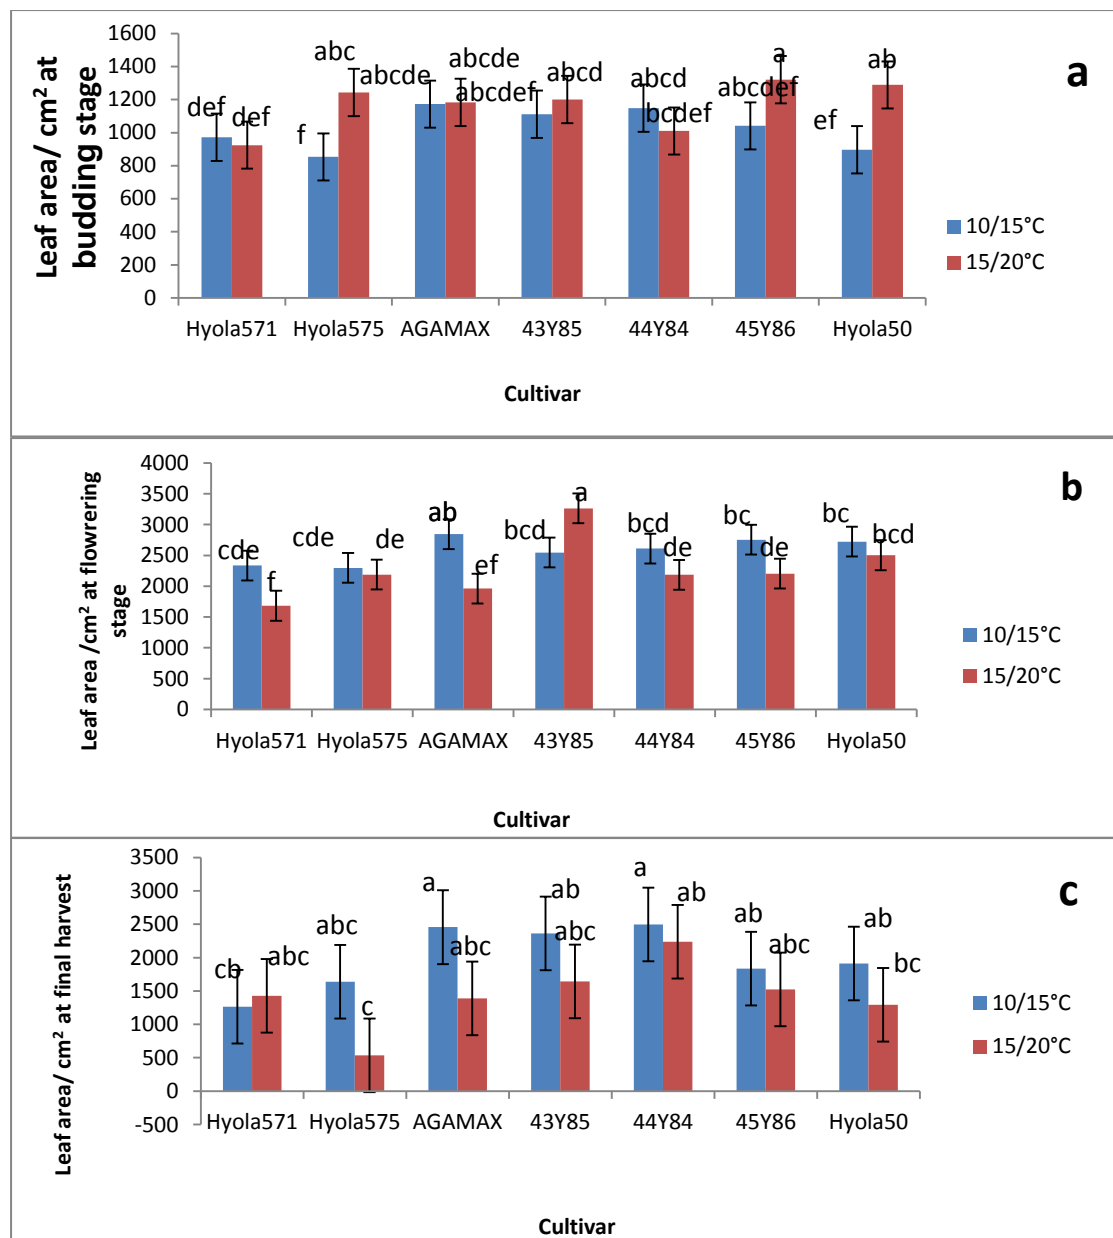 a
Leaf area/ cm² at
budding stage
1600
1400
1200
1000
800
600
400
200
0
def
def
f
abc
abcde
abcde
abcdef
abcd
abcd
bcdef
abcdef
a
ef
ab
10/15°C
15/20°C
Hyola571 Hyola575 AGAMAX 43Y85 44Y84 45Y86 Hyola50
Cultivar
b
Leaf area /cm² at flowrering
stage
4000
3500
3000
2500
2000
1500
1000
500
0
cde
f
cde
de
ab
ef
bcd
a
bcd
de
bc
de
bc
bcd
10/15°C
15/20°C
Hyola571 Hyola575 AGAMAX 43Y85 44Y84 45Y86 Hyola50
Cultivar
c
Leaf area/ cm² at final harvest
3500
3000
2500
2000
1500
1000
500
0
-500
cb
abc
abc
c
a
abc
ab
abc
a
ab
ab
abc
ab
bc
10/15°C
15/20°C
Hyola571 Hyola575 AGAMAX 43Y85 44Y84 45Y86 Hyola50
Cultivar